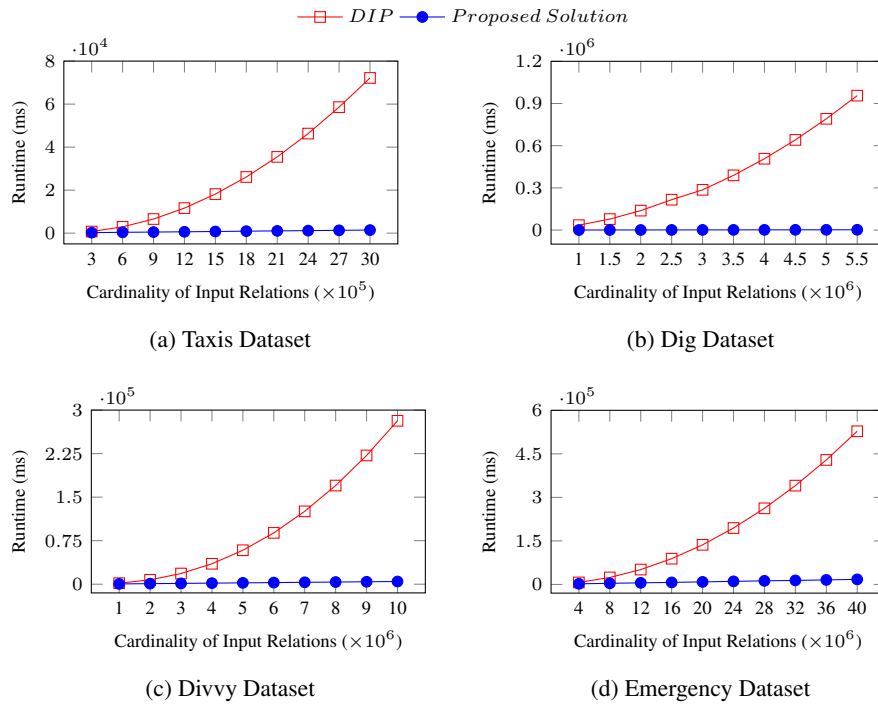 DIP Proposed Solution
·10^4
8
6
4
2
0
3 6 9 12 15 18 21 24 27 30
Runtime (ms)
Cardinality of Input Relations (×10^5)
(a) Taxis Dataset
·10^6
1.2
0.9
0.6
0.3
0
1 1.5 2 2.5 3 3.5 4 4.5 5 5.5
Runtime (ms)
Cardinality of Input Relations (×10^6)
(b) Dig Dataset
·10^5
3
2.25
1.5
0.75
0
1 2 3 4 5 6 7 8 9 10
Runtime (ms)
Cardinality of Input Relations (×10^6)
(c) Divvy Dataset
·10^5
6
4.5
3
1.5
0
4 8 12 16 20 24 28 32 36 40
Runtime (ms)
Cardinality of Input Relations (×10^6)
(d) Emergency Dataset